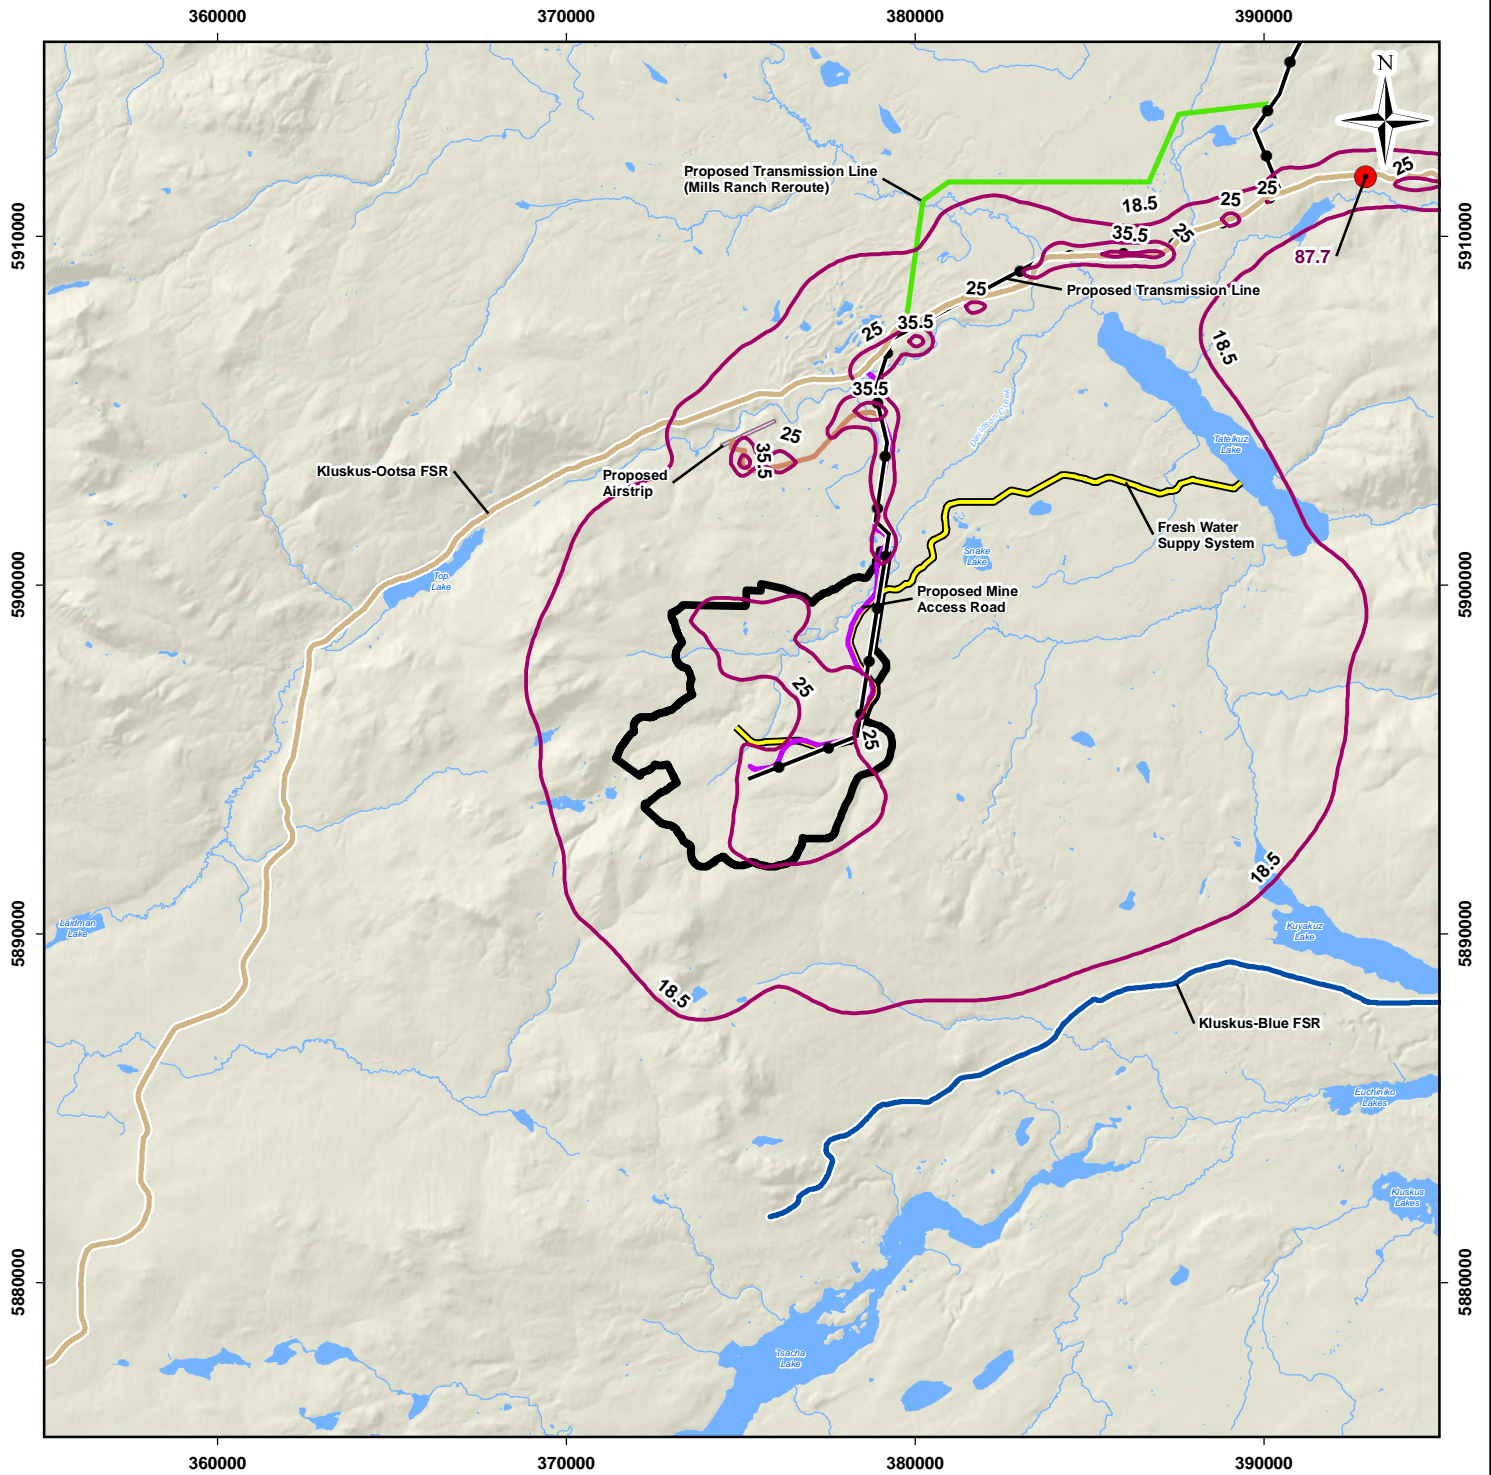 360000
370000
380000
390000
N
25
Proposed Transmission Line
(Mills Ranch Reroute)
25
25
18.5
35.5
25
5910000
5910000
87.7
Proposed Transmission Line
25
35.5
25
18.5
35.5
Davidson Creek
25
Tatelkuz
Lake
35.5
Kluskus-Ootsa FSR
Proposed
Airstrip
Fresh Water
Suppy System
Snake
Lake
Top
Lake
5900000
5900000
Proposed Mine
Access Road
25
25
18.5
Laidman
Lake
Kuyakuz
Lake
5890000
5890000
18.5
Kluskus-Blue FSR
Euchiniko
Lakes
Kluskus
Lakes
5880000
5880000
Tsacha
Lake
360000
370000
380000
390000